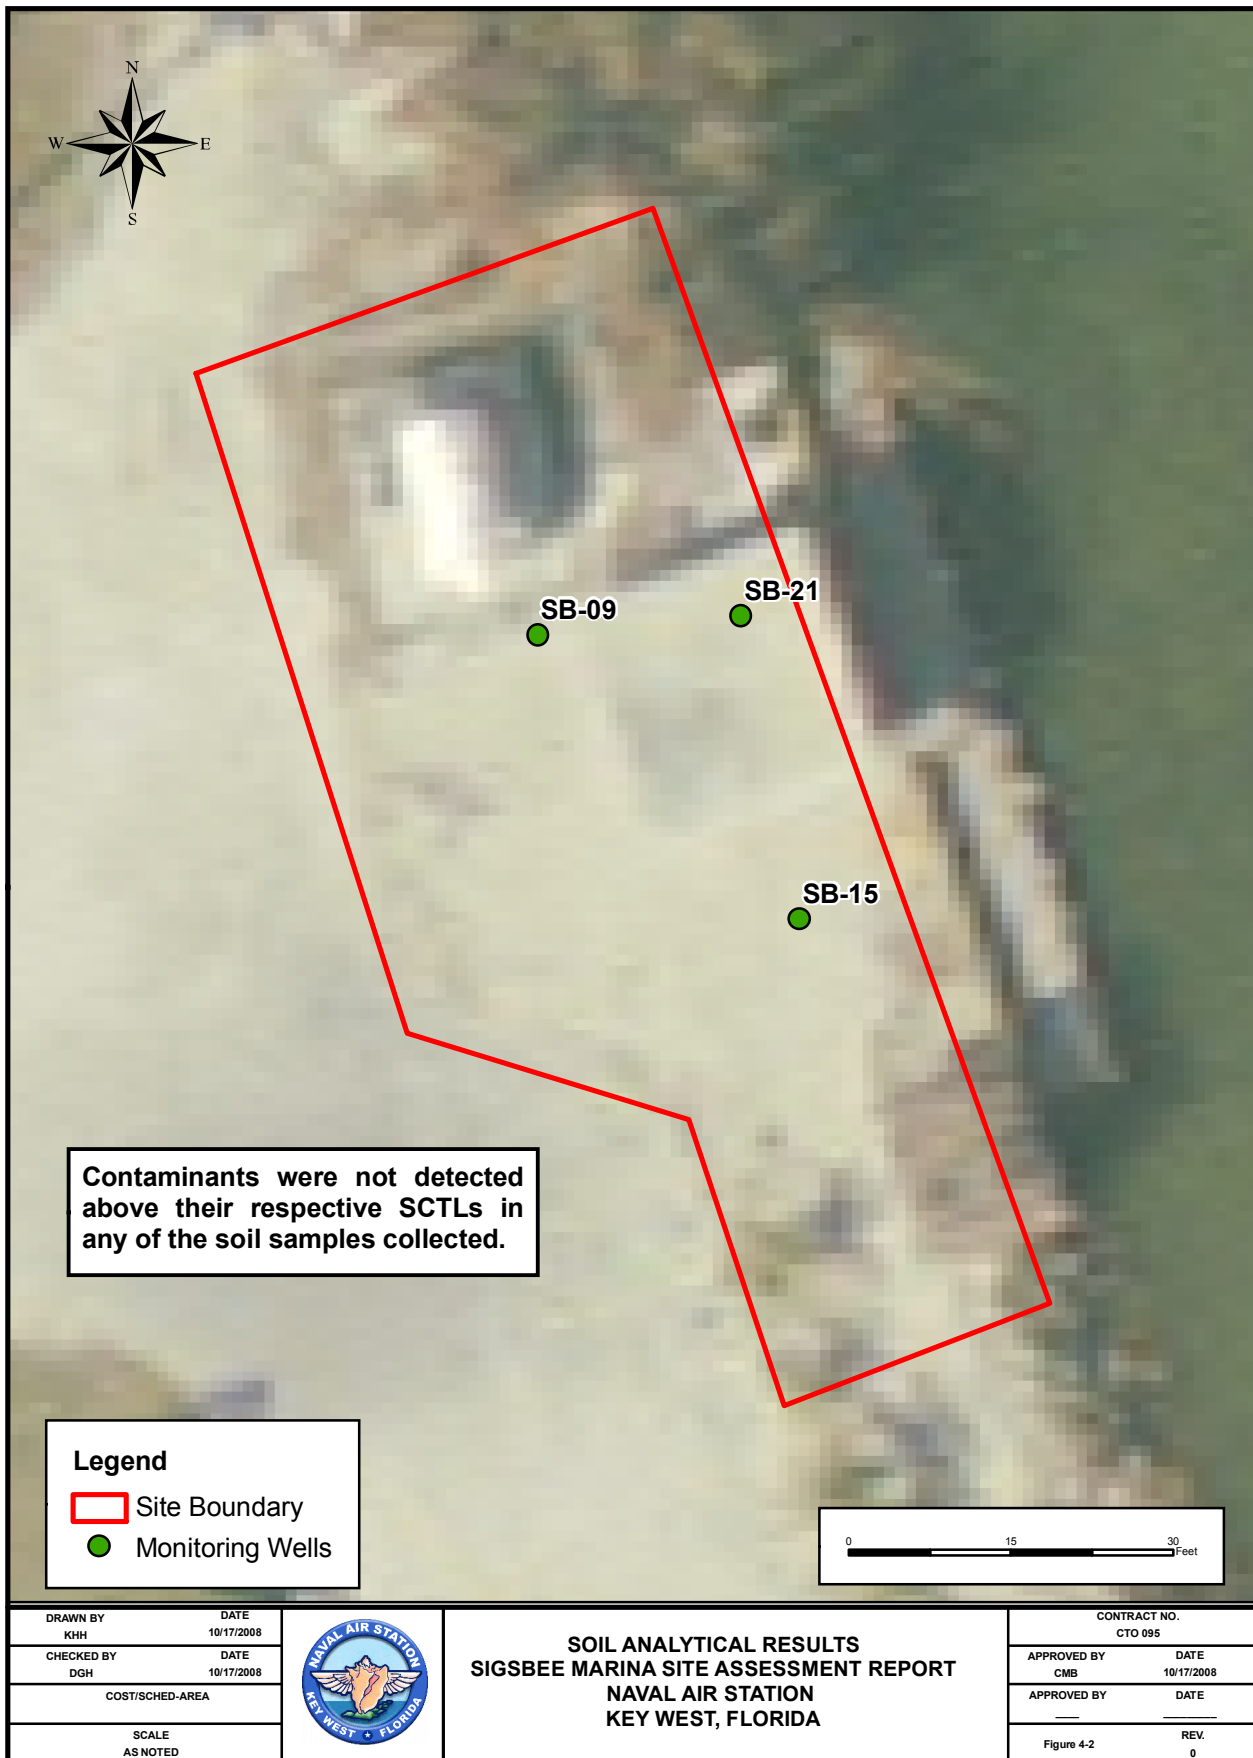 N
W E
S
SB-09
SB-21
SB-15
Contaminants were not detected
above their respective SCTLs in
any of the soil samples collected.
Legend
Site Boundary
Monitoring Wells
0 15 30
Feet
DRAWN BY DATE
KHH 10/17/2008
CHECKED BY DATE
DGH 10/17/2008
COST/SCHED-AREA
SCALE
AS NOTED
NAVAL AIR STATION
KEY WEST FLORIDA
SOIL ANALYTICAL RESULTS
SIGSBEE MARINA SITE ASSESSMENT REPORT
NAVAL AIR STATION
KEY WEST, FLORIDA
CONTRACT NO.
CTO 095
APPROVED BY DATE
CMB 10/17/2008
APPROVED BY DATE
____ ________
Figure 4-2 REV.
0